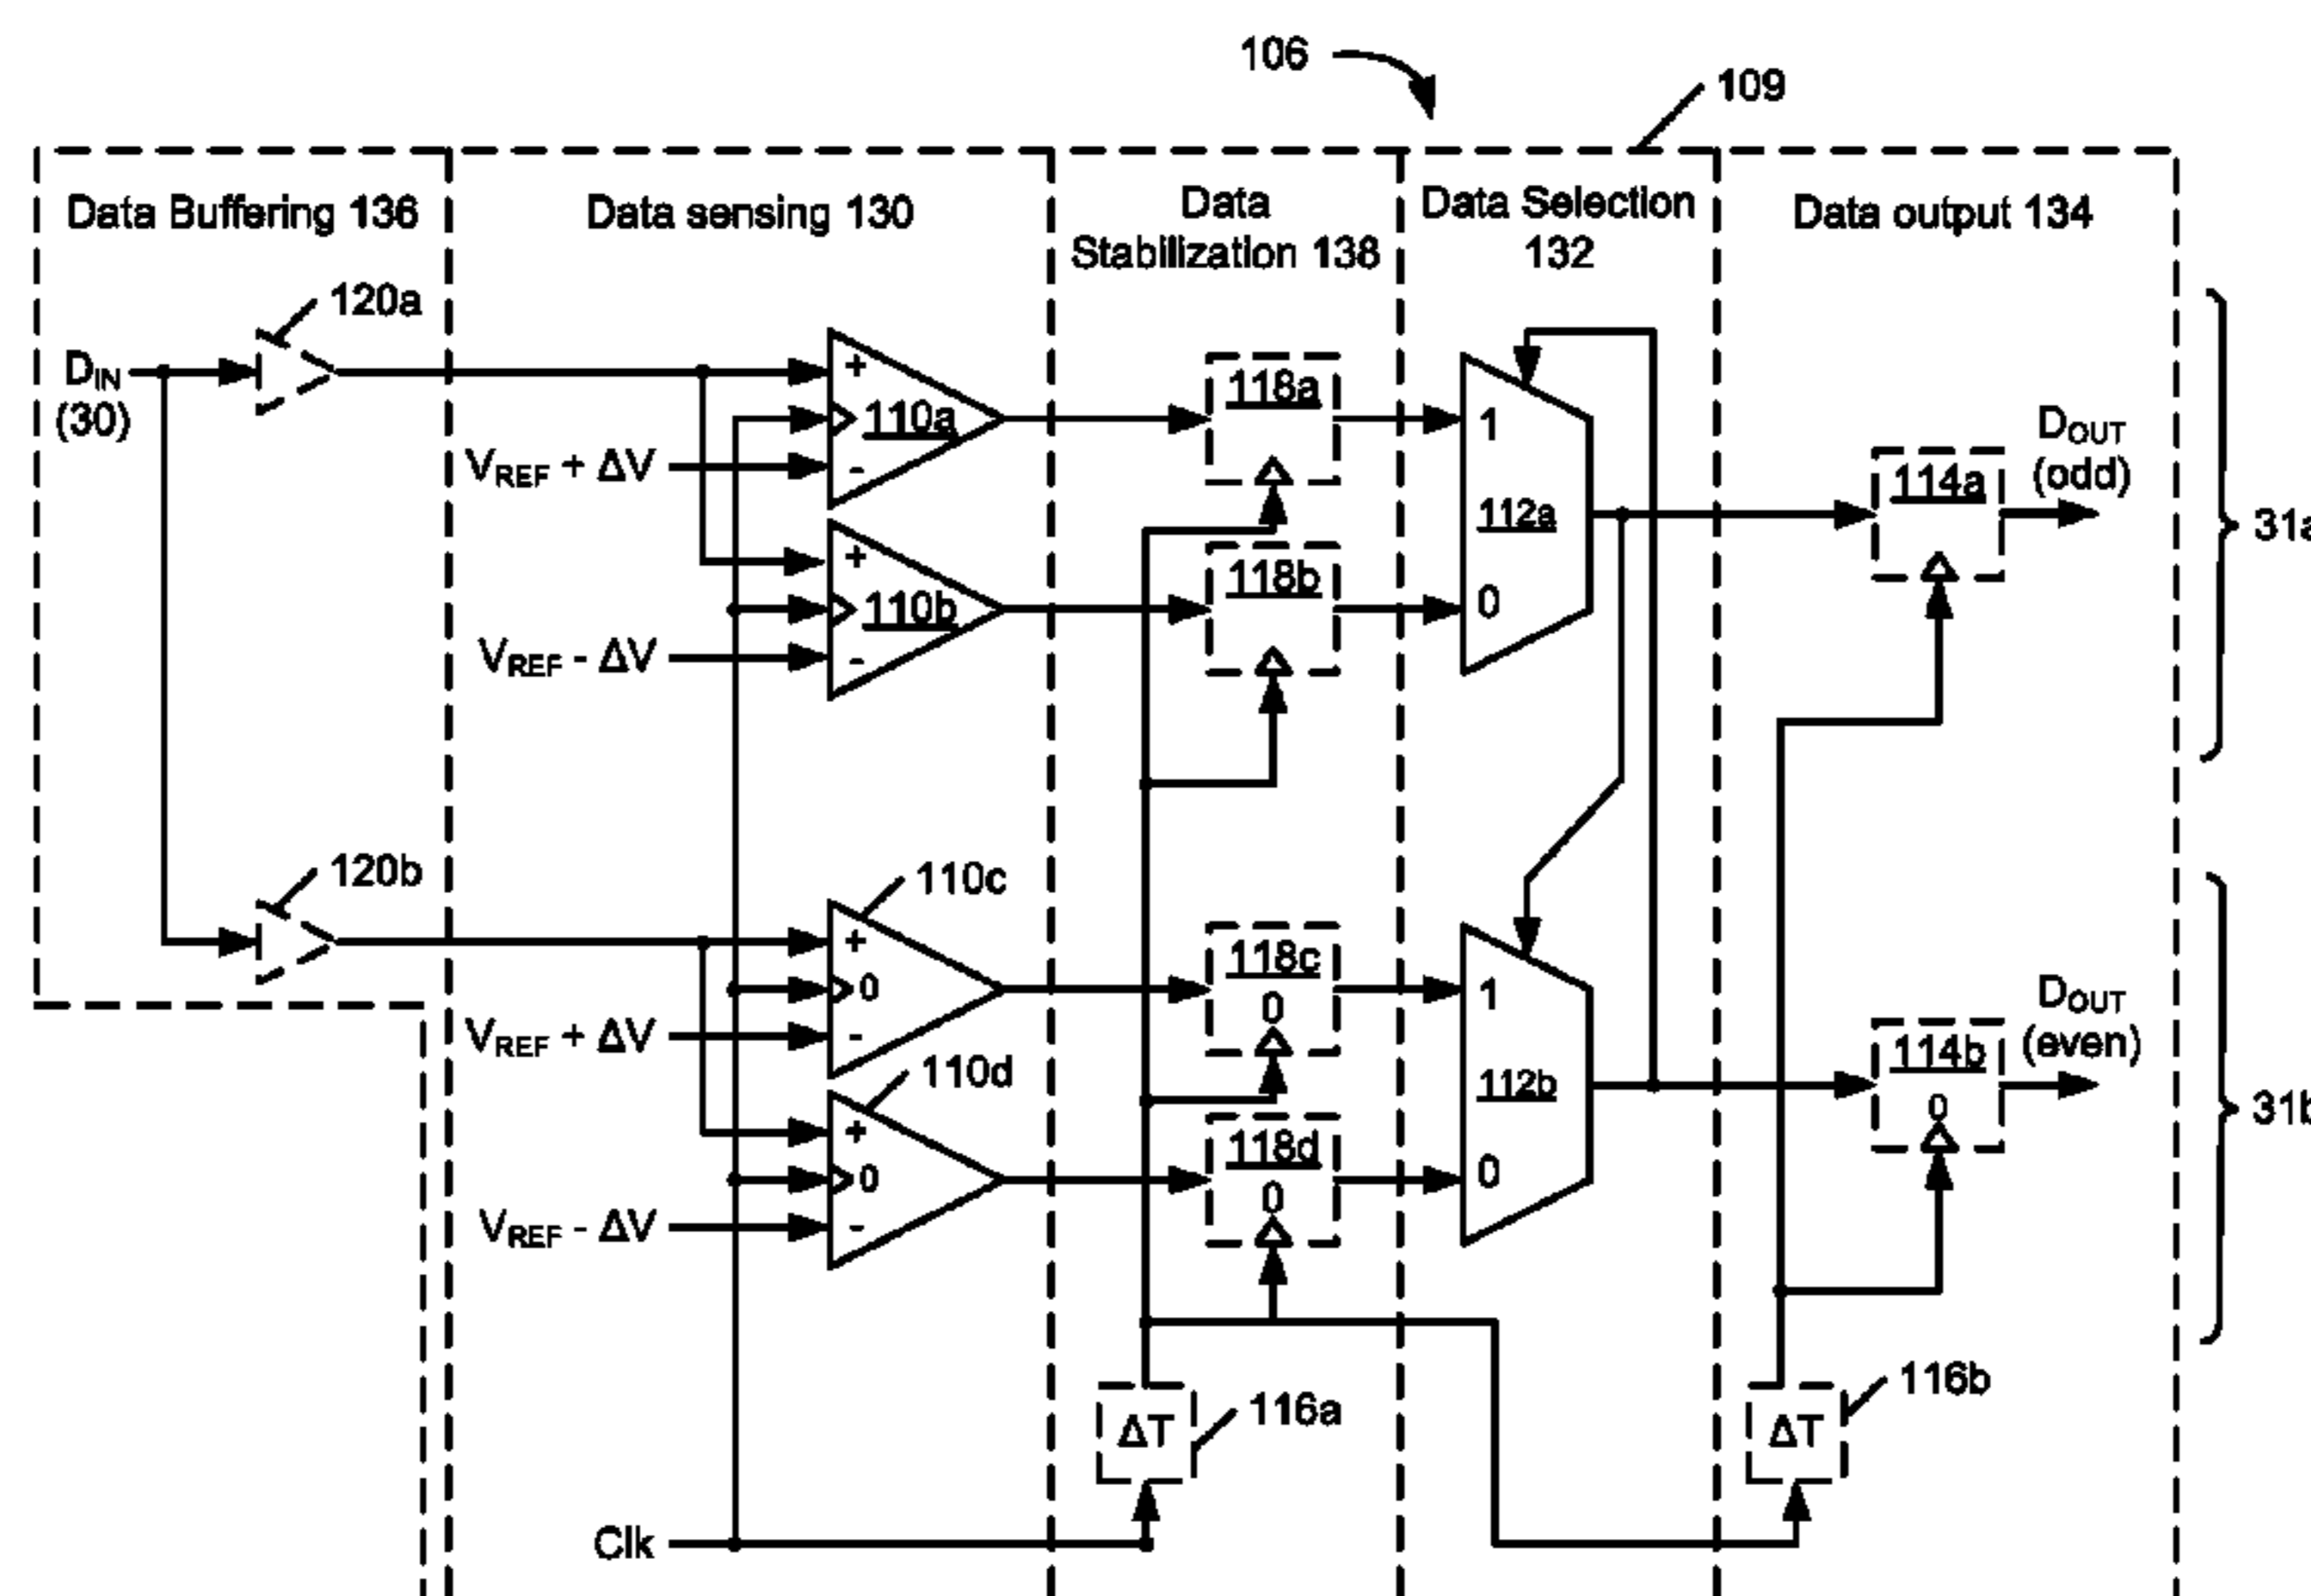 106
109
Data Buffering 136
Data sensing 130
Data
Stabilization 138
Data Selection
132
Data output 134
120a
DIN
(30)
+
110a
-
VREF + ΔV
118a
1
112a
0
114a
DOUT
(odd)
31a
+
110b
-
VREF - ΔV
118b
120b
110c
+
0
-
VREF + ΔV
118c
0
1
112b
0
114b
0
DOUT
(even)
31b
110d
+
0
-
VREF - ΔV
118d
0
ΔT
116a
ΔT
116b
Clk